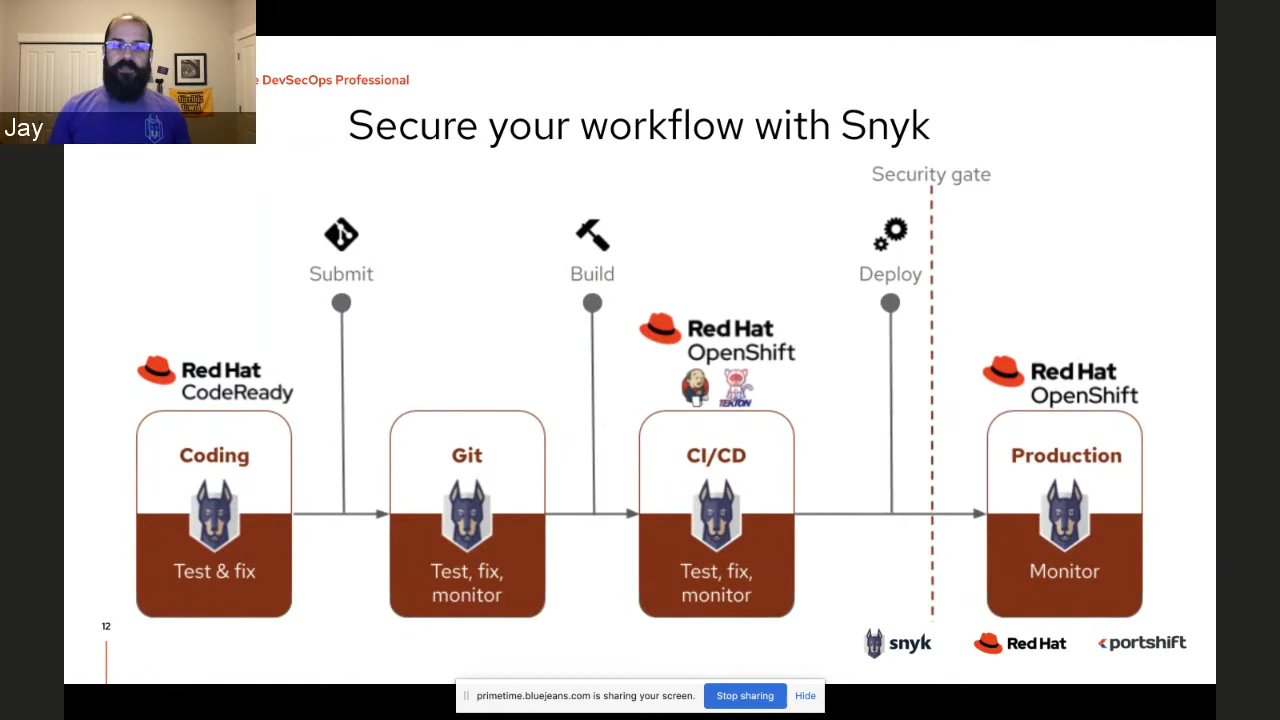 Jay
DevSecOps Professional
Secure your workflow with Snyk
Security gate
Submit
Build
Deploy
Red Hat
CodeReady
Red Hat
OpenShift
TEKTON
Red Hat
OpenShift
Coding
Git
CI/CD
Production
Test & fix
Test, fix,
monitor
Test, fix,
monitor
Monitor
12
snyk
Red Hat
portshift
primetime.bluejeans.com is sharing your screen.
Stop sharing
Hide